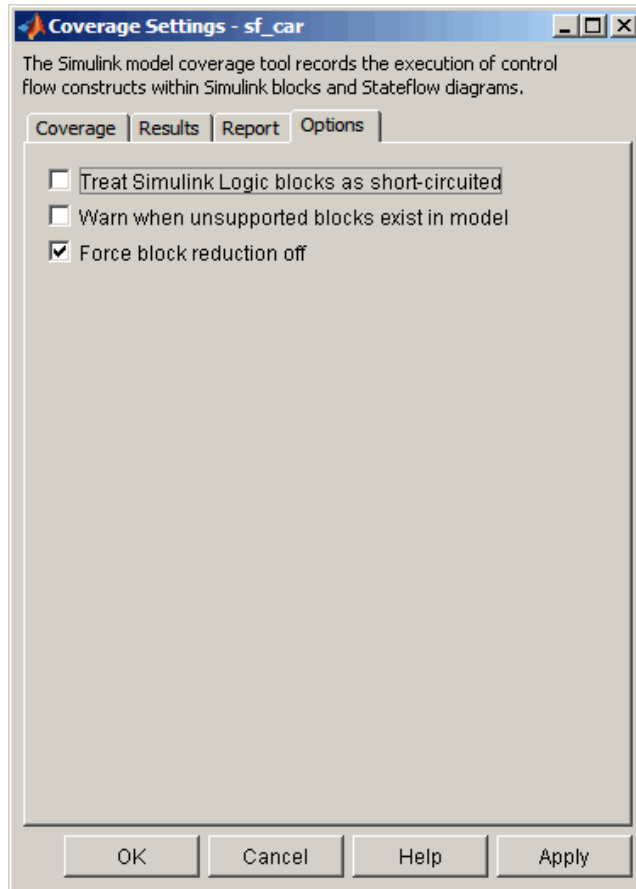 Coverage Settings - sf_car
The Simulink model coverage tool records the execution of control
flow constructs within Simulink blocks and Stateflow diagrams.
Coverage Results Report Options
Treat Simulink Logic blocks as short-circuited
Warn when unsupported blocks exist in model
Force block reduction off
OK Cancel Help Apply